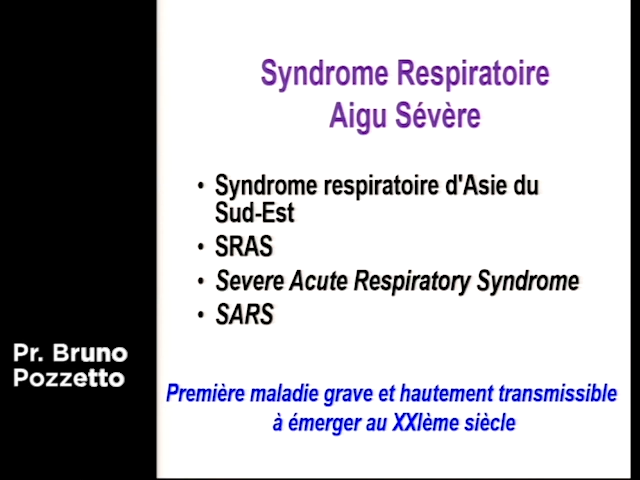 Syndrome Respiratoire
Aigu Sévère
• Syndrome respiratoire d'Asie du
Sud-Est
• SRAS
• Severe Acute Respiratory Syndrome
• SARS
Pr. Bruno
Pozzetto
Première maladie grave et hautement transmissible
à émerger au XXIème siècle